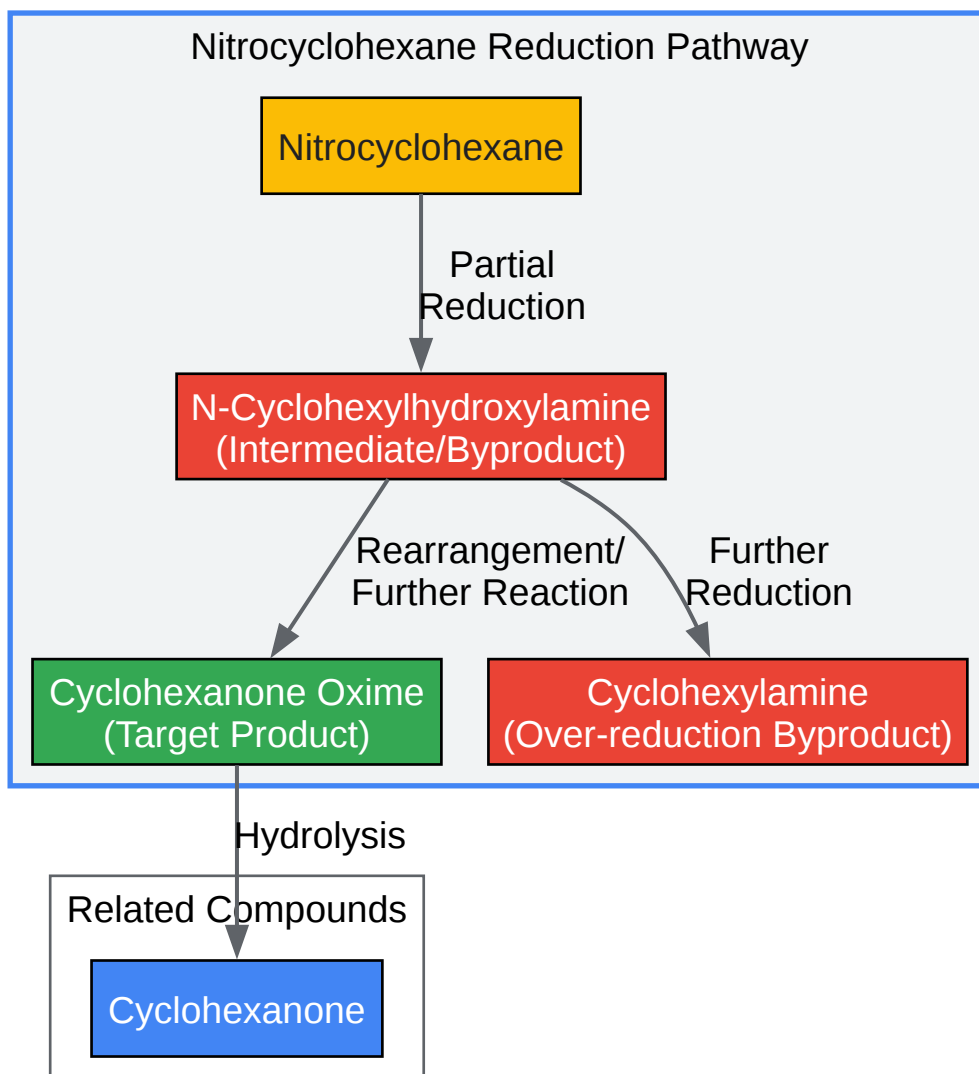 Nitrocyclohexane Reduction Pathway
Nitrocyclohexane
Partial
Reduction
N-Cyclohexylhydroxylamine
(Intermediate/Byproduct)
Rearrangement/
Further Reaction
Further
Reduction
Cyclohexanone Oxime
(Target Product)
Cyclohexylamine
(Over-reduction Byproduct)
Hydrolysis
Related Compounds
Cyclohexanone